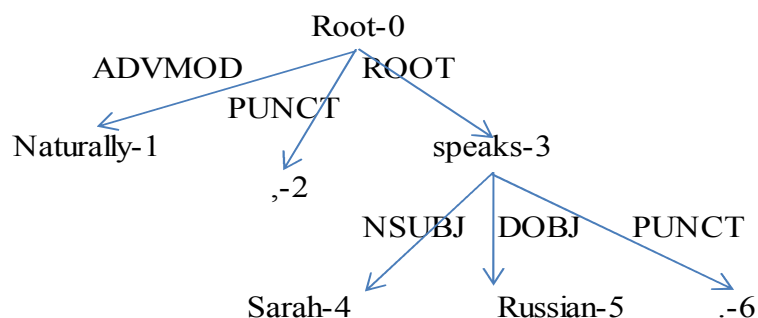 Root-0
ADVMOD
ROOT
PUNCT
Naturally-1
speaks-3
,-2
NSUBJ
DOBJ
PUNCT
Sarah-4
Russian-5
.-6